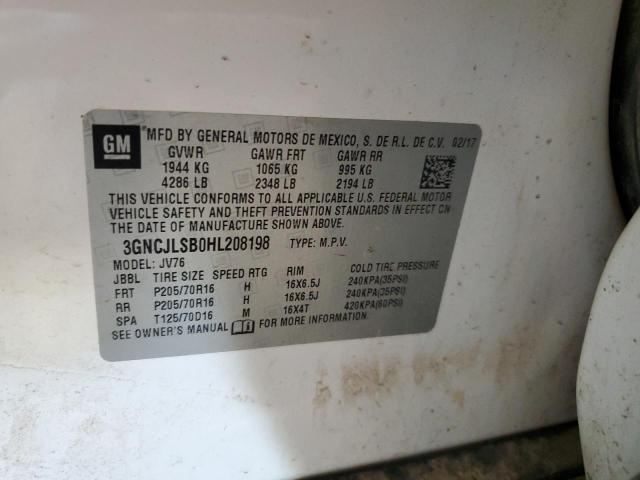 GM MFD BY GENERAL MOTORS DE MEXICO, S. DE R.L. DE C.V. 02/17
GVWR GAWR FRT GAWR RR
1944 KG 1065 KG 995 KG
4286 LB 2348 LB 2194 LB
THIS VEHICLE CONFORMS TO ALL APPLICABLE U.S. FEDERAL MOTOR
VEHICLE SAFETY AND THEFT PREVENTION STANDARDS IN EFFECT ON
THE DATE OF MANUFACTURE SHOWN ABOVE.
3GNCJLSB0HL208198 TYPE: M.P.V.
MODEL: JV76
JBBL TIRE SIZE SPEED RTG RIM COLD TIRE PRESSURE
FRT P205/70R16 H 16X6.5J 240KPA(35PSI)
RR P205/70R16 H 16X6.5J 240KPA(35PSI)
SPA T125/70D16 M 16X4T 420KPA(60PSI)
SEE OWNER'S MANUAL FOR MORE INFORMATION.